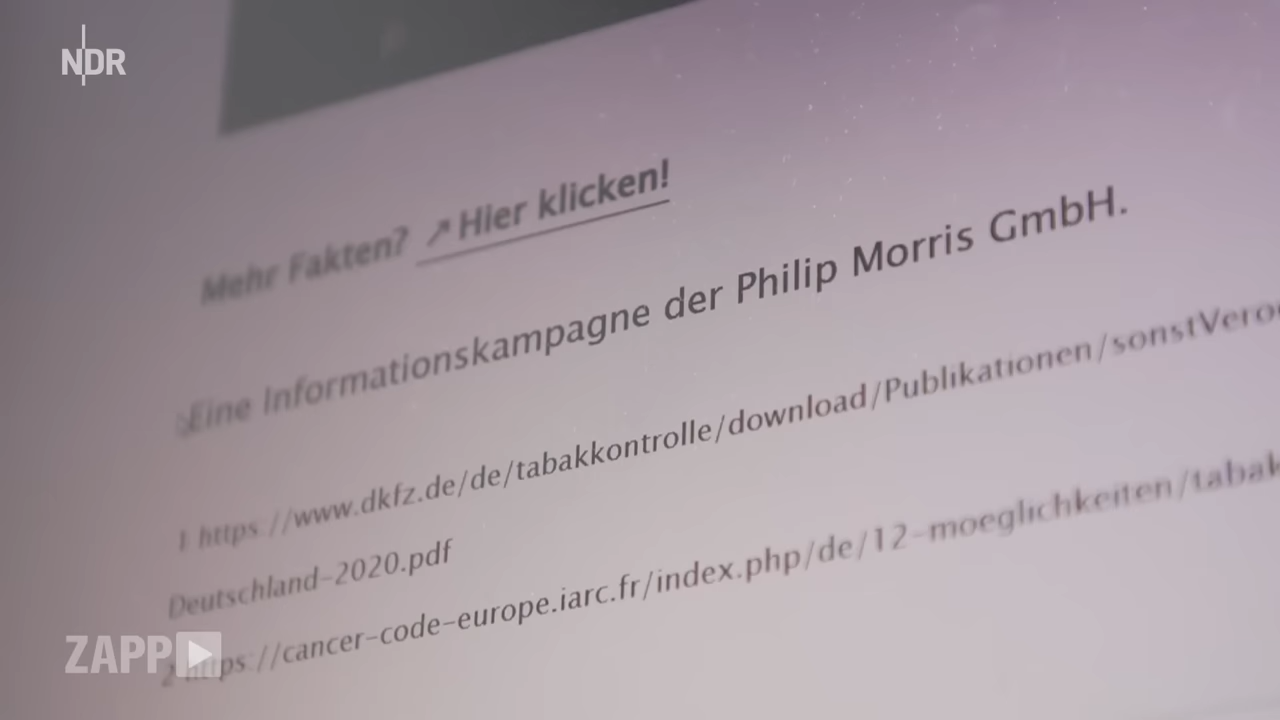 NDR
Mehr Fakten? ↗Hier klicken!
Eine Informationskampagne der Philip Morris GmbH.
1 https://www.dkfz.de/de/tabakkontrolle/download/Publikationen/sonstVero
Deutschland-2020.pdf
2 https://cancer-code-europe.iarc.fr/index.php/de/12-moeglichkeiten/tabak
ZAPP